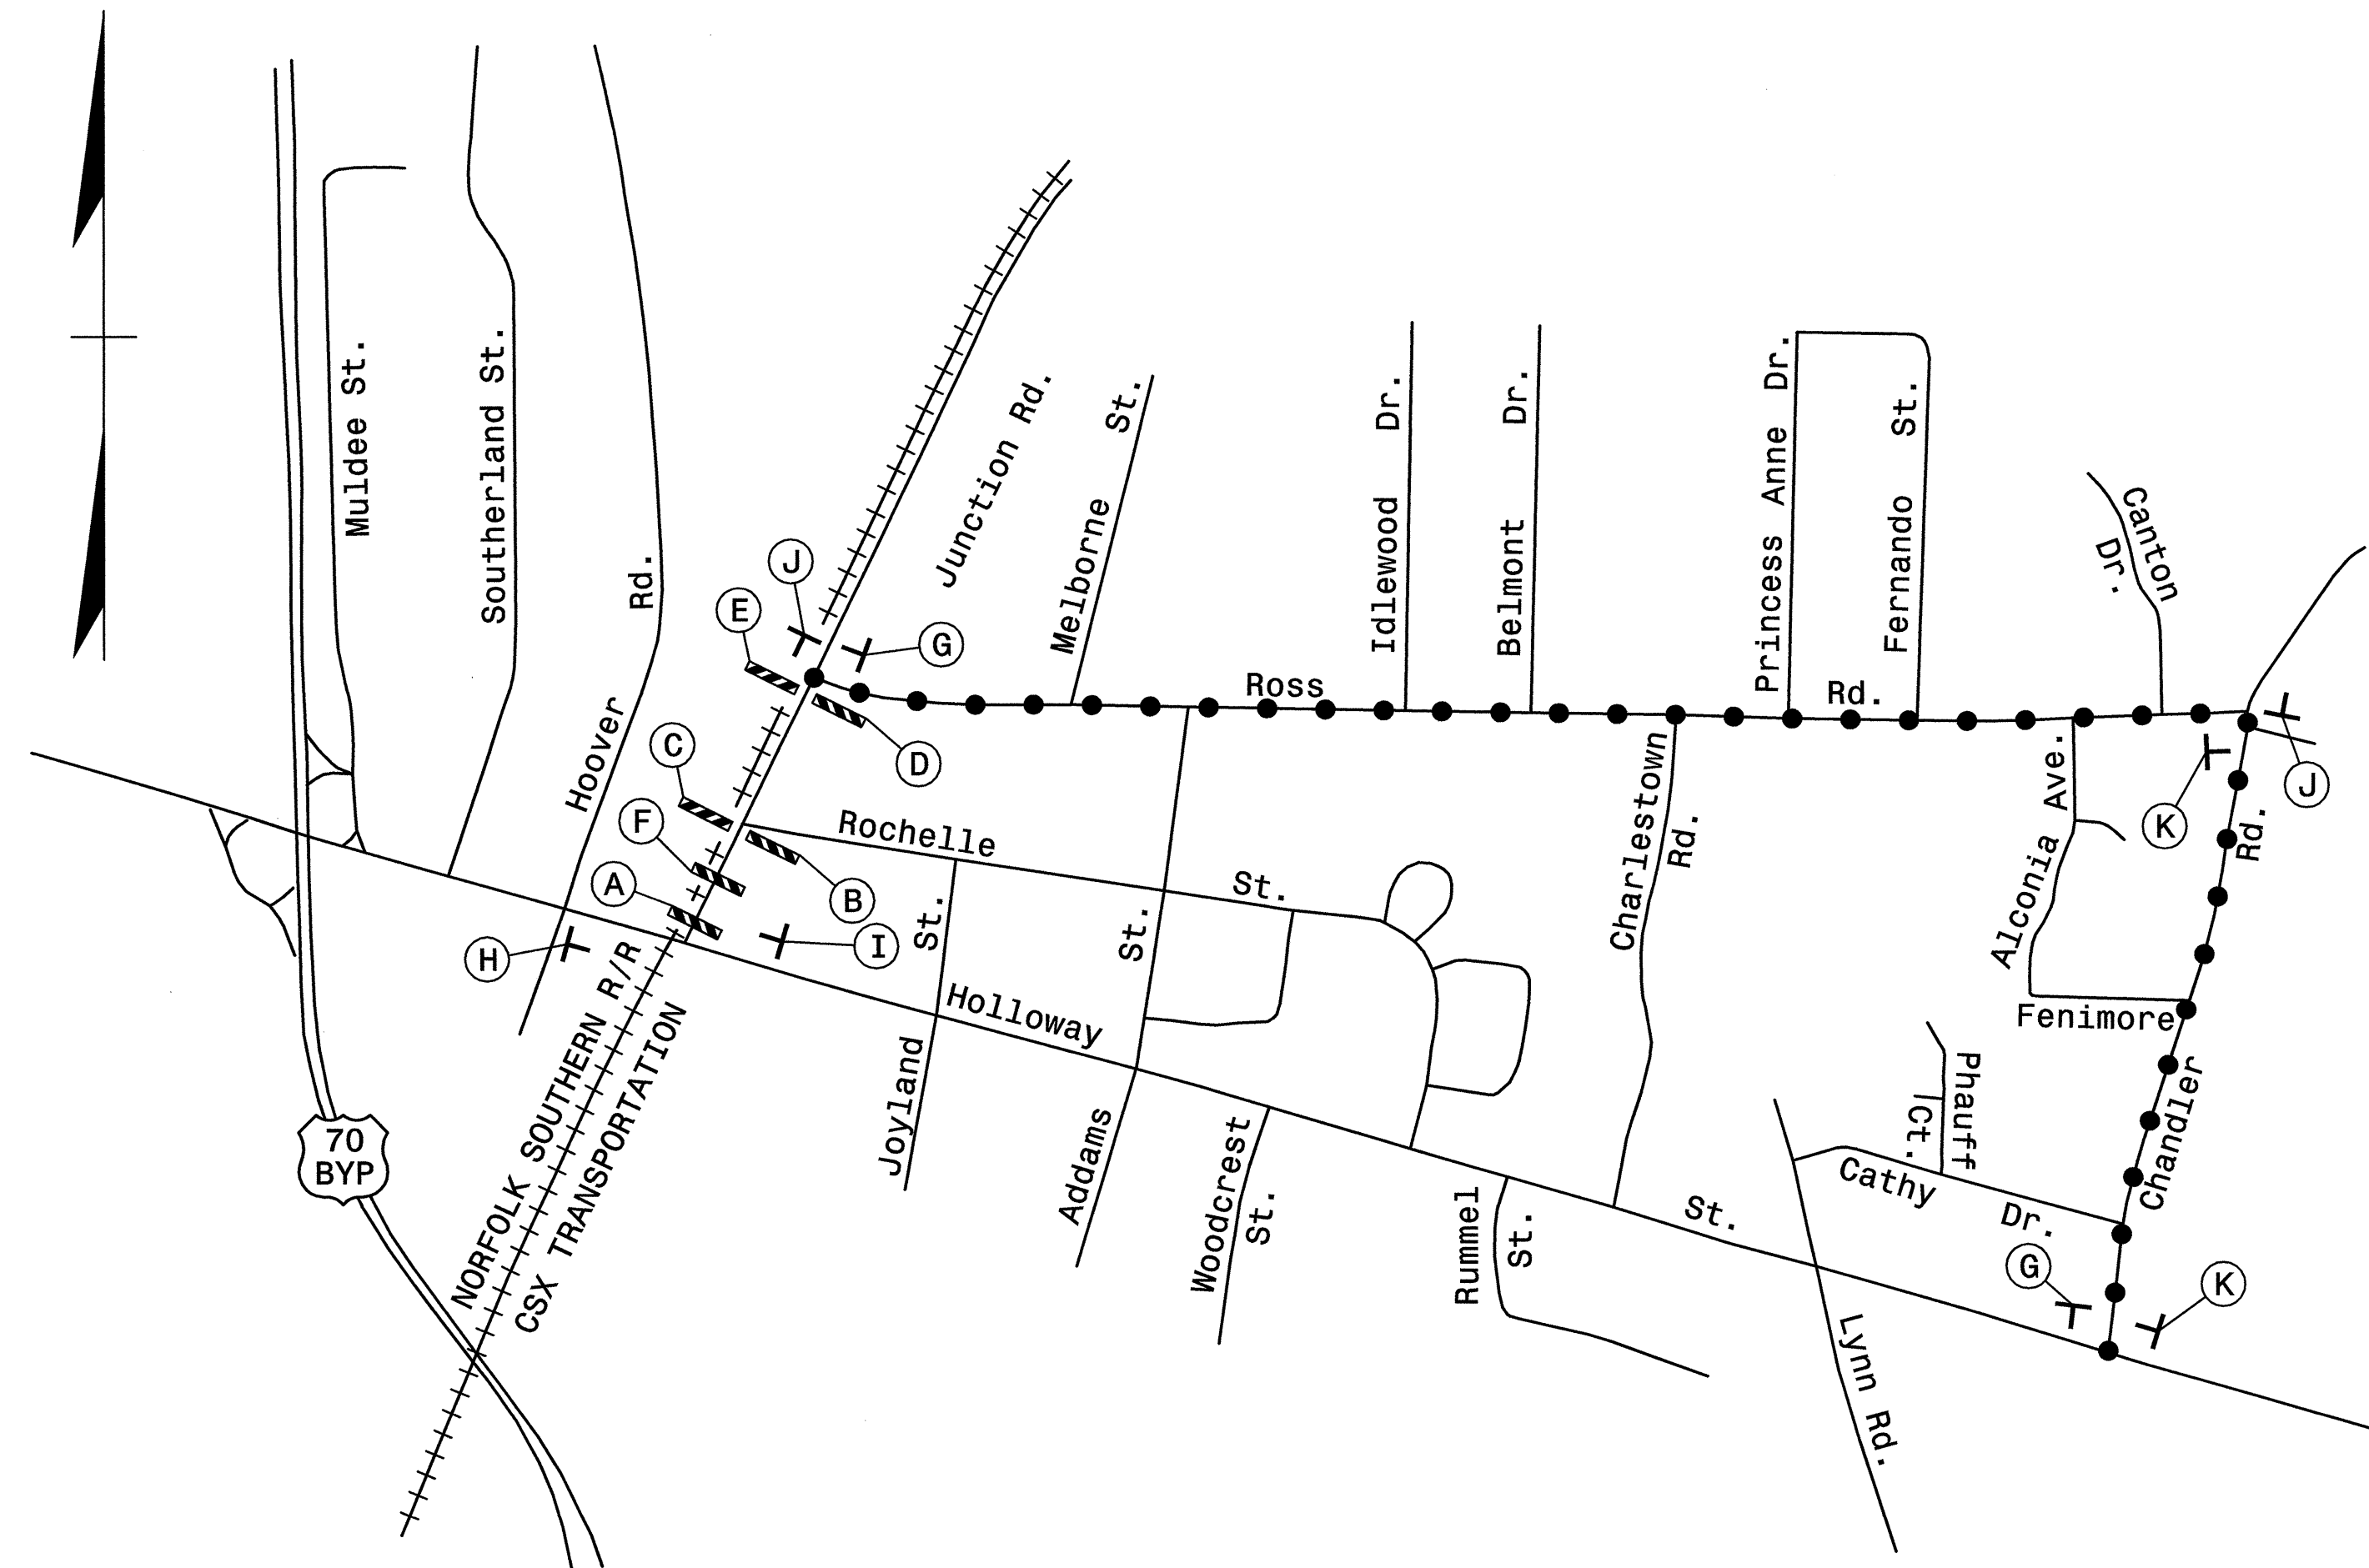 Muldee St.
Southerland St.
Hoover Rd.
Junction Rd.
Melborne St.
Idlewood Dr.
Belmont Dr.
Princess Anne Dr.
Fernando St.
Canton
Dr.
J
E
G
Ross Rd.
D
C
F
A
B
H
I
Rochelle St.
Joyland St.
Addams St.
Charlestown
Rd.
Alconia Ave.
K
J
Chandler Rd.
Fenimore
Holloway St.
NORFOLK SOUTHERN R/R
CSX TRANSPORTATION
70
BYP
Woodcrest
St.
Rummel
St.
Phauff
Ct.
Cathy Dr.
G
K
Lynn Rd.